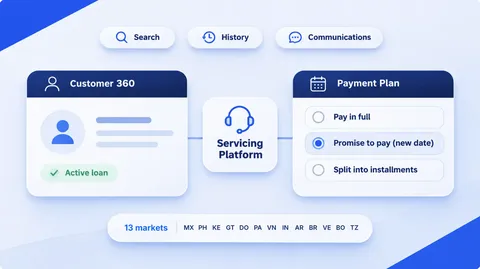 Search
History
Communications
Customer 360
Active loan
Servicing
Platform
Payment Plan
Pay in full
Promise to pay (new date)
Split into installments
13 markets
MX PH KE GT DO PA VN IN AR BR VE BO TZ